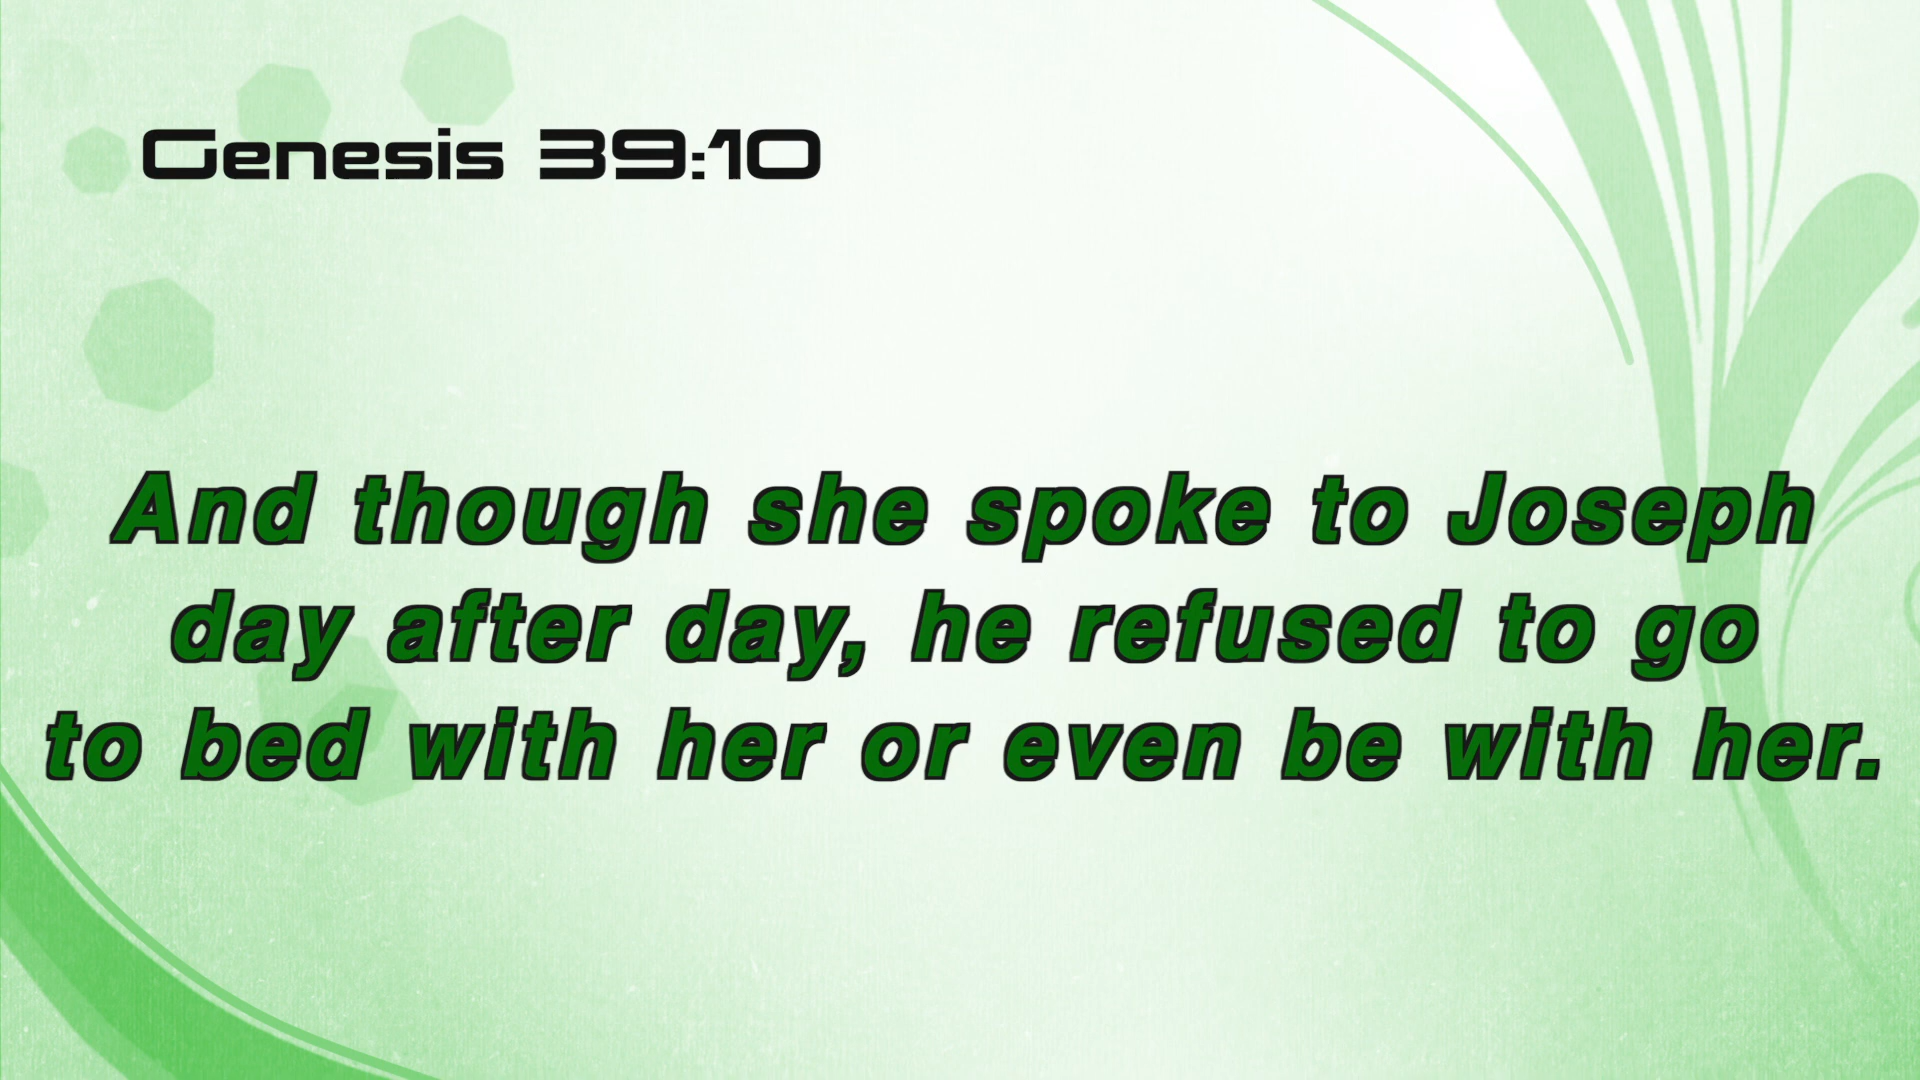 Genesis 39:10
And though she spoke to Joseph
day after day, he refused to go
to bed with her or even be with her.